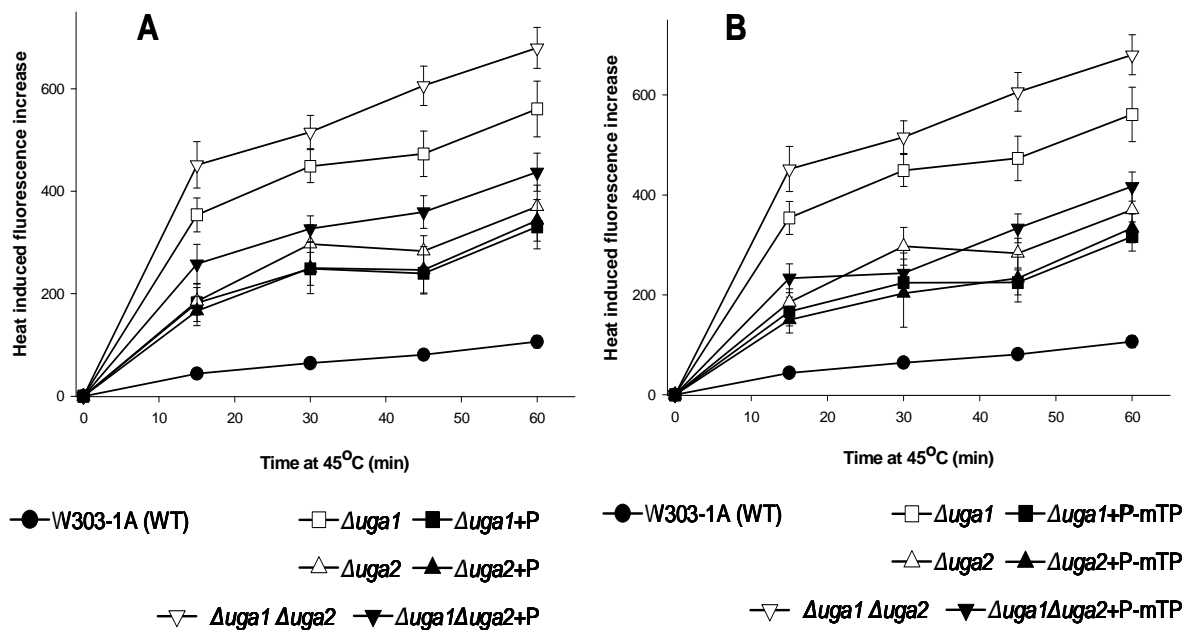 A
Heat induced fluorescence increase
600
400
200
0
0 10 20 30 40 50 60
Time at 45°C (min)
W303-1A (WT)
Δuga1
Δuga1+P
Δuga2
Δuga2+P
Δuga1 Δuga2
Δuga1Δuga2+P
B
Heat induced fluorescence increase
600
400
200
0
0 10 20 30 40 50 60
Time at 45°C (min)
W303-1A (WT)
Δuga1
Δuga1+P-mTP
Δuga2
Δuga2+P-mTP
Δuga1 Δuga2
Δuga1Δuga2+P-mTP